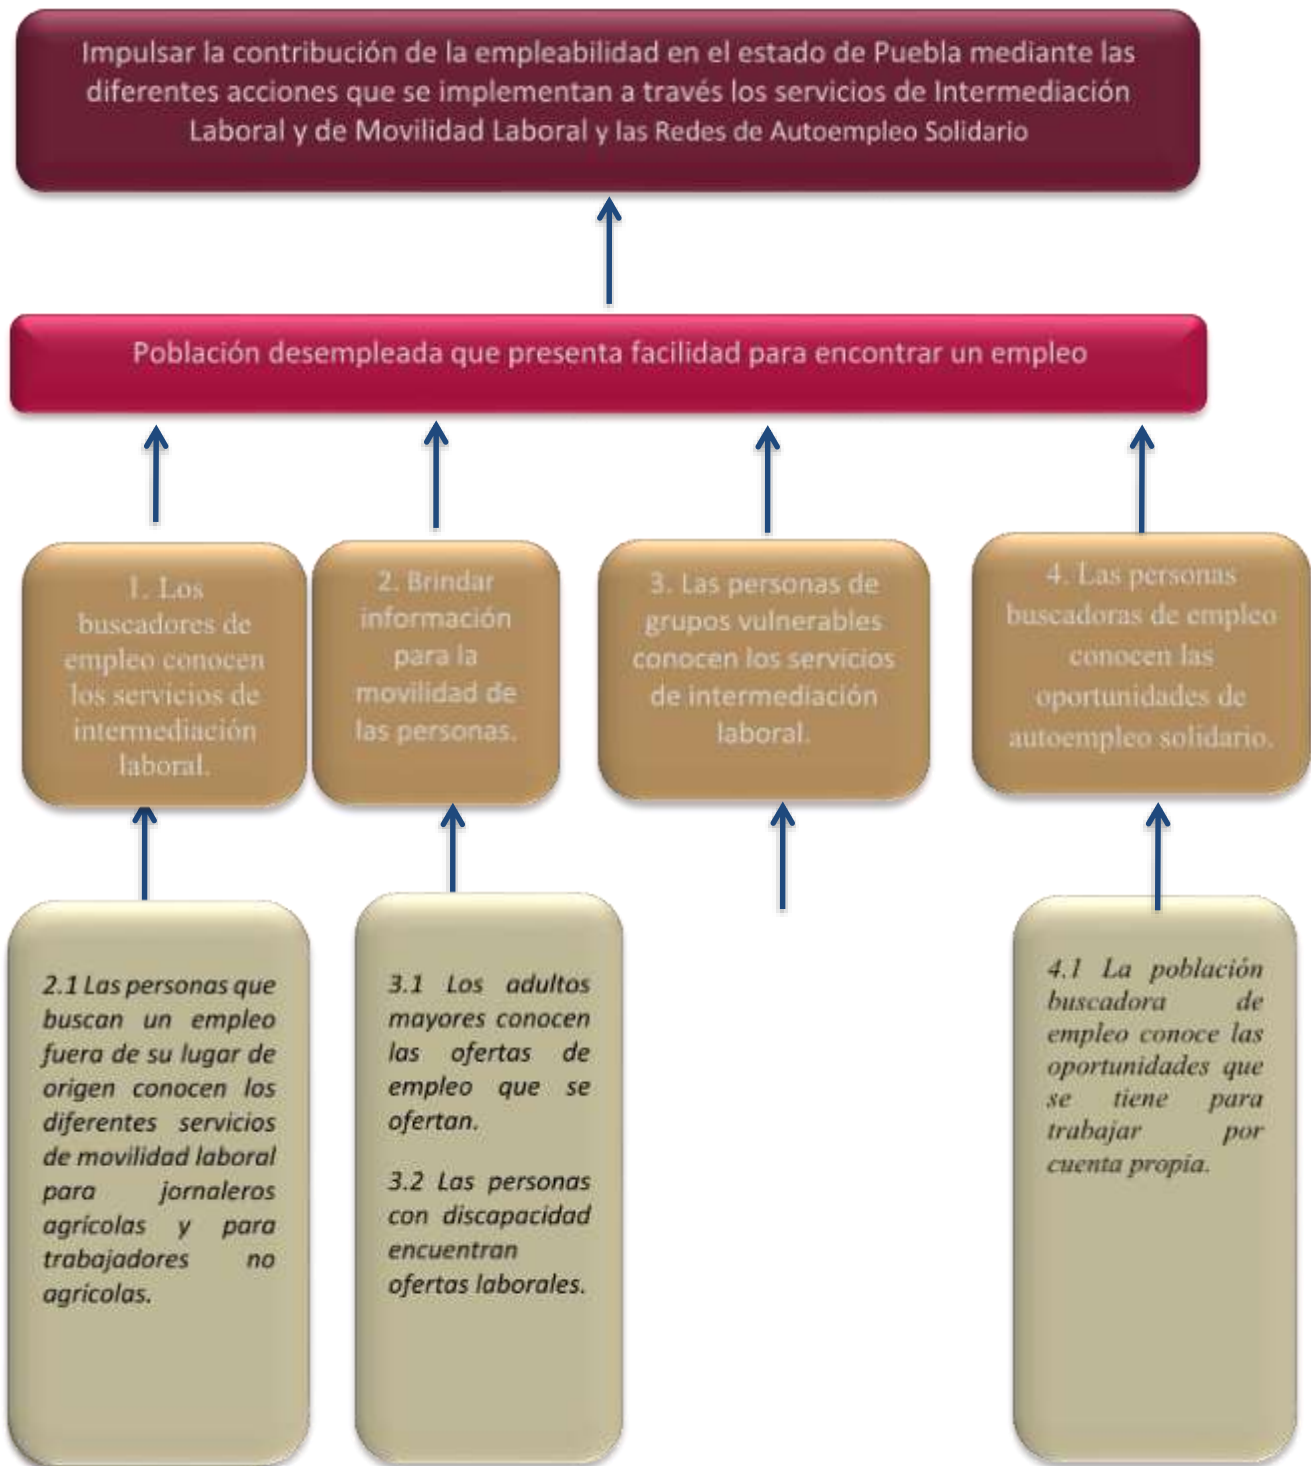 Impulsar la contribución de la empleabilidad en el estado de Puebla mediante las
diferentes acciones que se implementan a través los servicios de Intermediación
Laboral y de Movilidad Laboral y las Redes de Autoempleo Solidario
Población desempleada que presenta facilidad para encontrar un empleo
1. Los
buscadores de
empleo conocen
los servicios de
intermediación
laboral.
2. Brindar
información
para la
movilidad de
las personas.
3. Las personas de
grupos vulnerables
conocen los servicios
de intermediación
laboral.
4. Las personas
buscadoras de empleo
conocen las
oportunidades de
autoempleo solidario.
2.1 Las personas que
buscan un empleo
fuera de su lugar de
origen conocen los
diferentes servicios
de movilidad laboral
para jornaleros
agrícolas y para
trabajadores no
agrícolas.
3.1 Los adultos
mayores conocen
las ofertas de
empleo que se
ofertan.
3.2 Las personas
con discapacidad
encuentran
ofertas laborales.
4.1 La población
buscadora de
empleo conoce las
oportunidades que
se tiene para
trabajar por
cuenta propia.